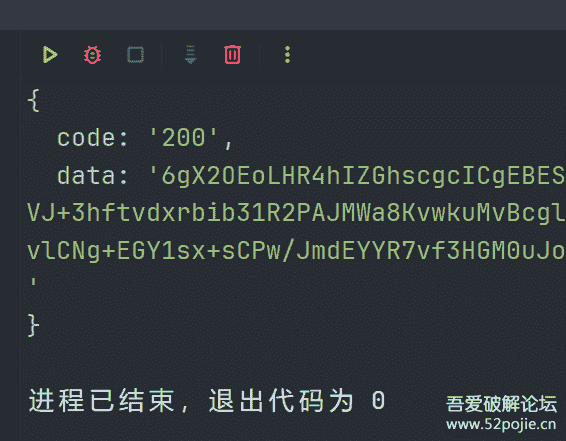 {
code: '200',
data: '6gX2OEoLHR4hIZGhscgcICgEBES
VJ+3hftvdxrbib31R2PAJMWa8KvwkuMvBcgl
vlCNg+EGY1sx+sCPw/JmdEYYR7vf3HGM0uJo
'
}
进程已结束，退出代码为 0
吾爱破解论坛
www.52pojie.cn